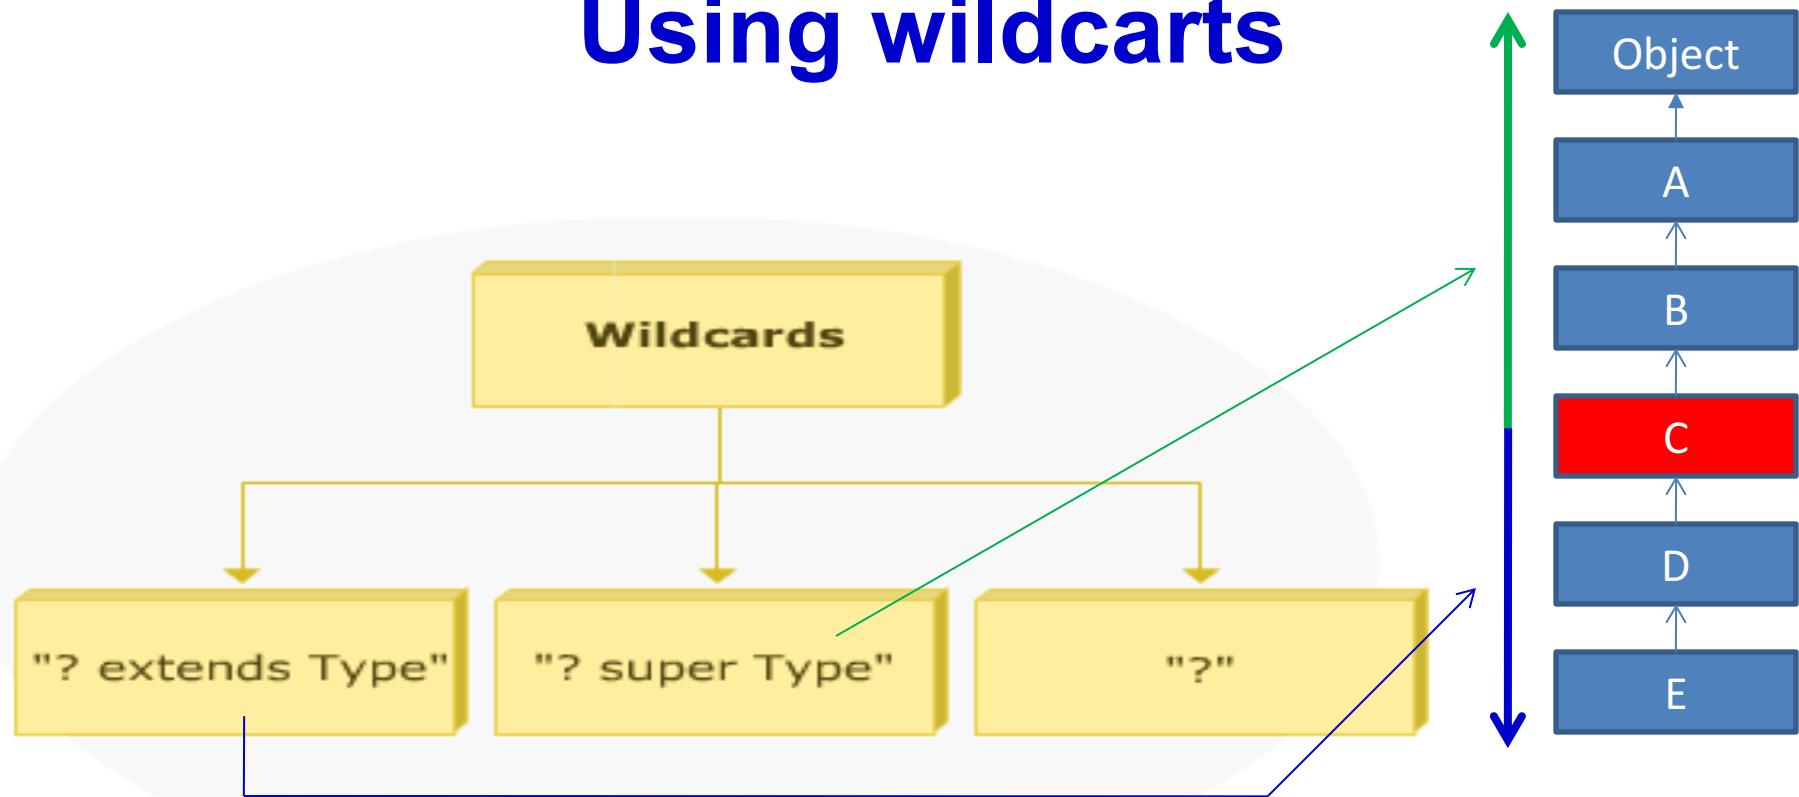 Using wildcarts
Object
A
B
C
D
E
Wildcards
"? extends Type"
"? super Type"
"?"